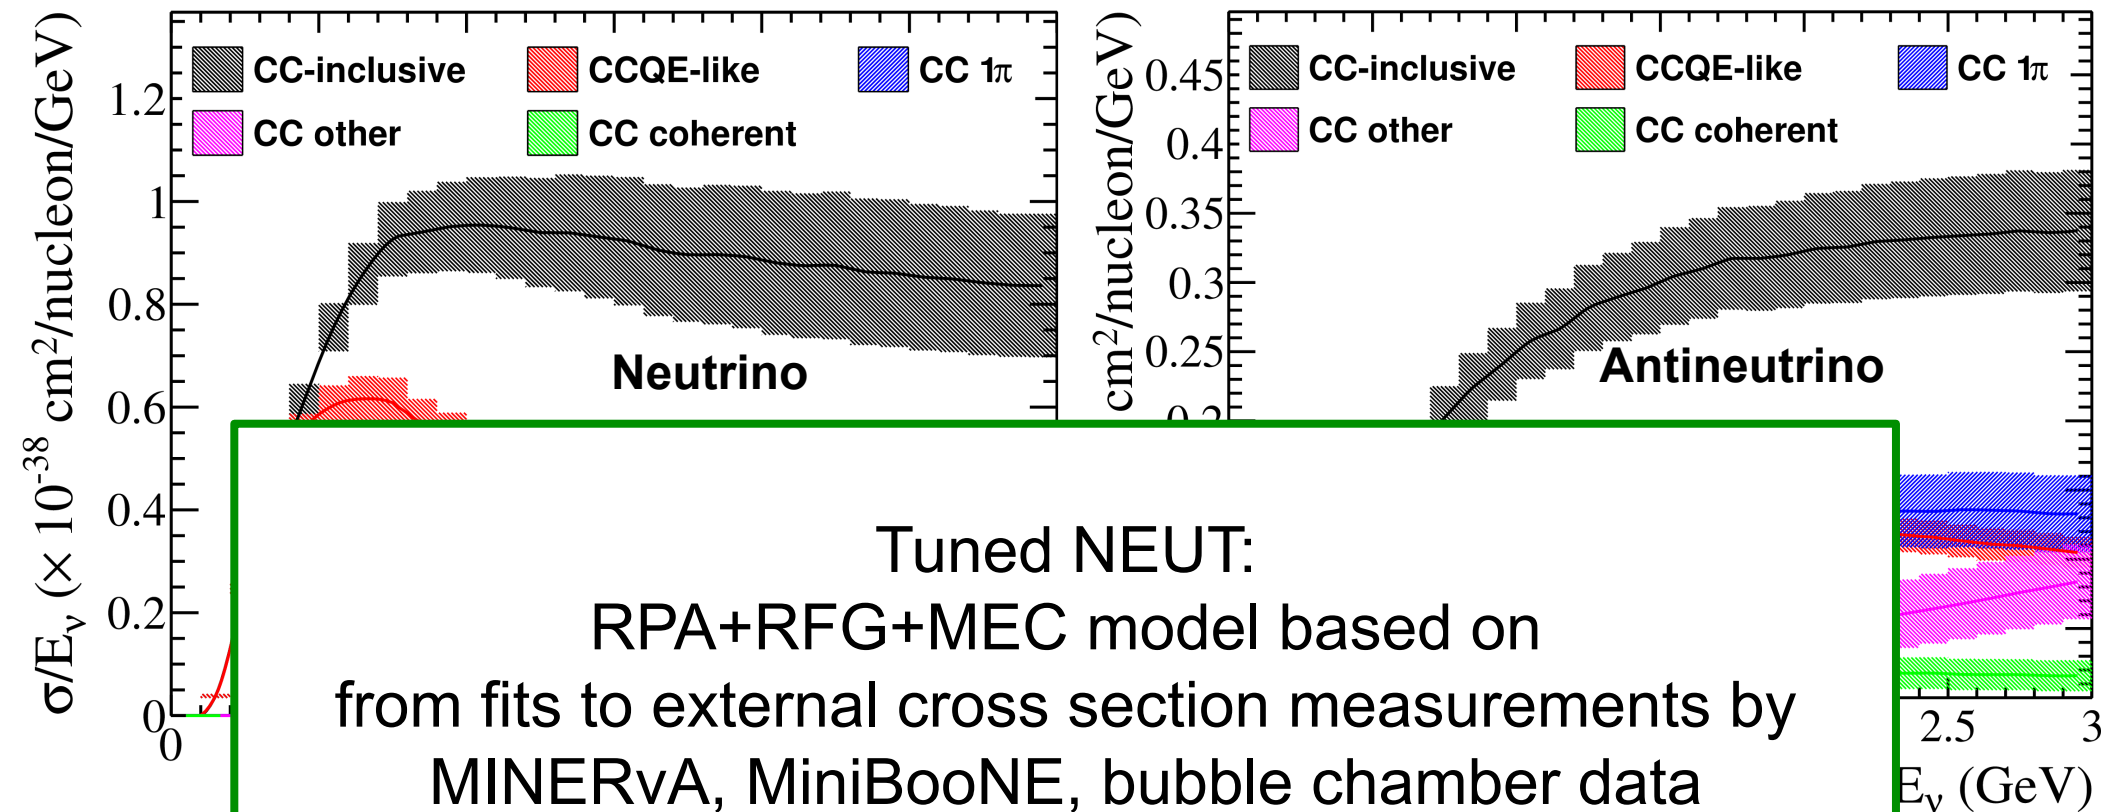 CC-inclusive CCQE-like CC 1π
CC other CC coherent
1.2
1
0.8
0.6
0.4
0.2
0
0
σ/Eν (× 10⁻³⁸ cm²/nucleon/GeV)
Neutrino
CC-inclusive CCQE-like CC 1π
CC other CC coherent
0.45
0.4
0.35
0.3
0.25
0.2
cm²/nucleon/GeV)
Antineutrino
2.5 3
Eν (GeV)
Tuned NEUT:
RPA+RFG+MEC model based on
from fits to external cross section measurements by
MINERvA, MiniBooNE, bubble chamber data